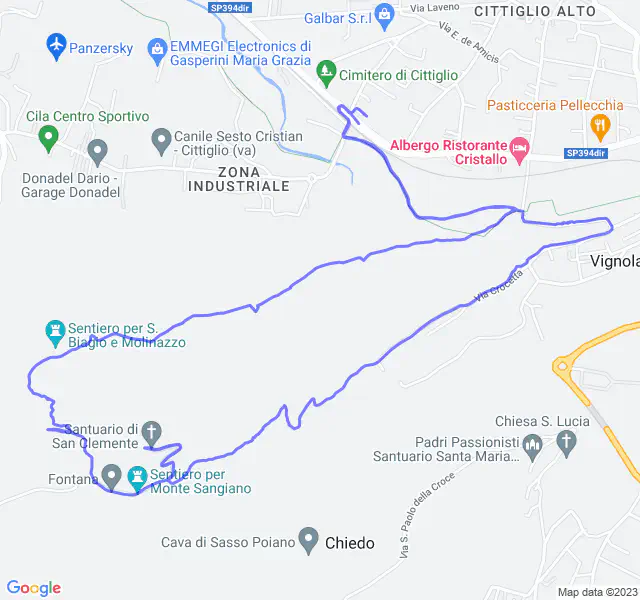 SP394dir
Via Laveno
CITTIGLIO ALTO
Galbar S.r.l
Via E. de Amicis
Panzersky
EMMEGI Electronics di
Gasperini Maria Grazia
Cimitero di Cittiglio
Pasticceria Pellecchia
Cila Centro Sportivo
Canile Sesto Cristian
- Cittiglio (va)
Albergo Ristorante
Cristallo
SP394dir
Donadel Dario -
Garage Donadel
ZONA
INDUSTRIALE
Vignola
Via Crocetta
Sentiero per S.
Biagio e Molinazzo
Santuario di
San Clemente
Chiesa S. Lucia
Padri Passionisti
Santuario Santa Maria...
Fontana
Sentiero per
Monte Sangiano
Via S. Paolo della Croce
Cava di Sasso Poiano
Chiedo
Google
Map data ©2023